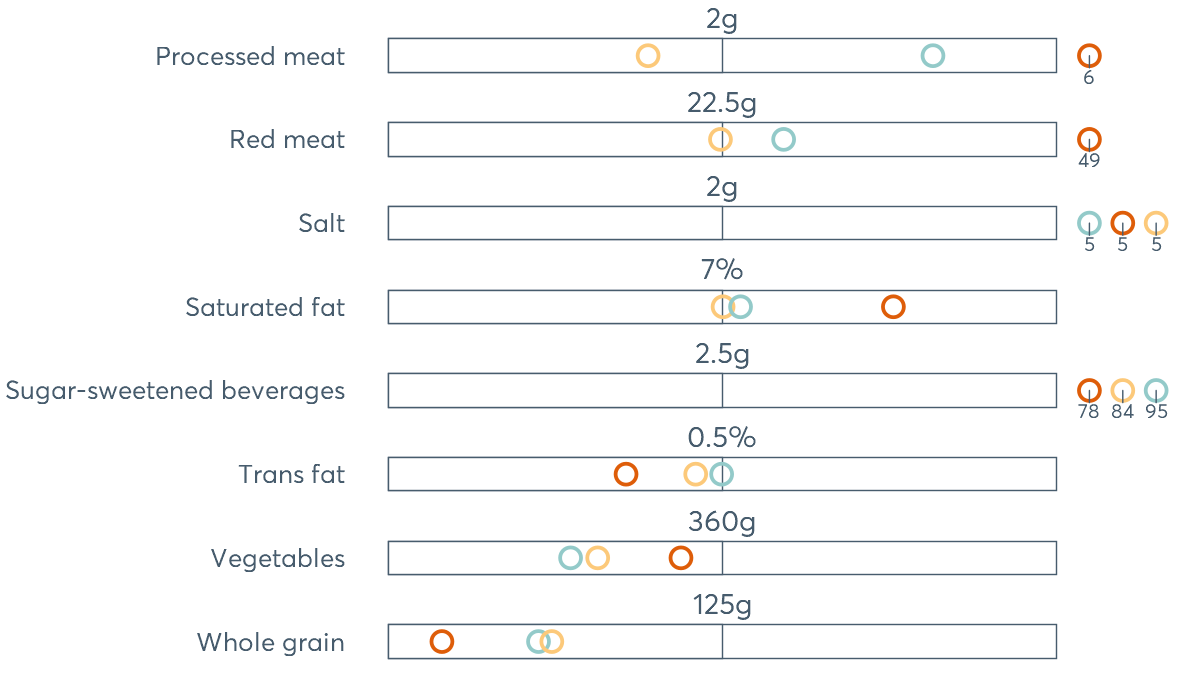 2g
Processed meat
6
22.5g
Red meat
49
2g
Salt
5 5 5
7%
Saturated fat
2.5g
Sugar-sweetened beverages
78 84 95
0.5%
Trans fat
360g
Vegetables
125g
Whole grain